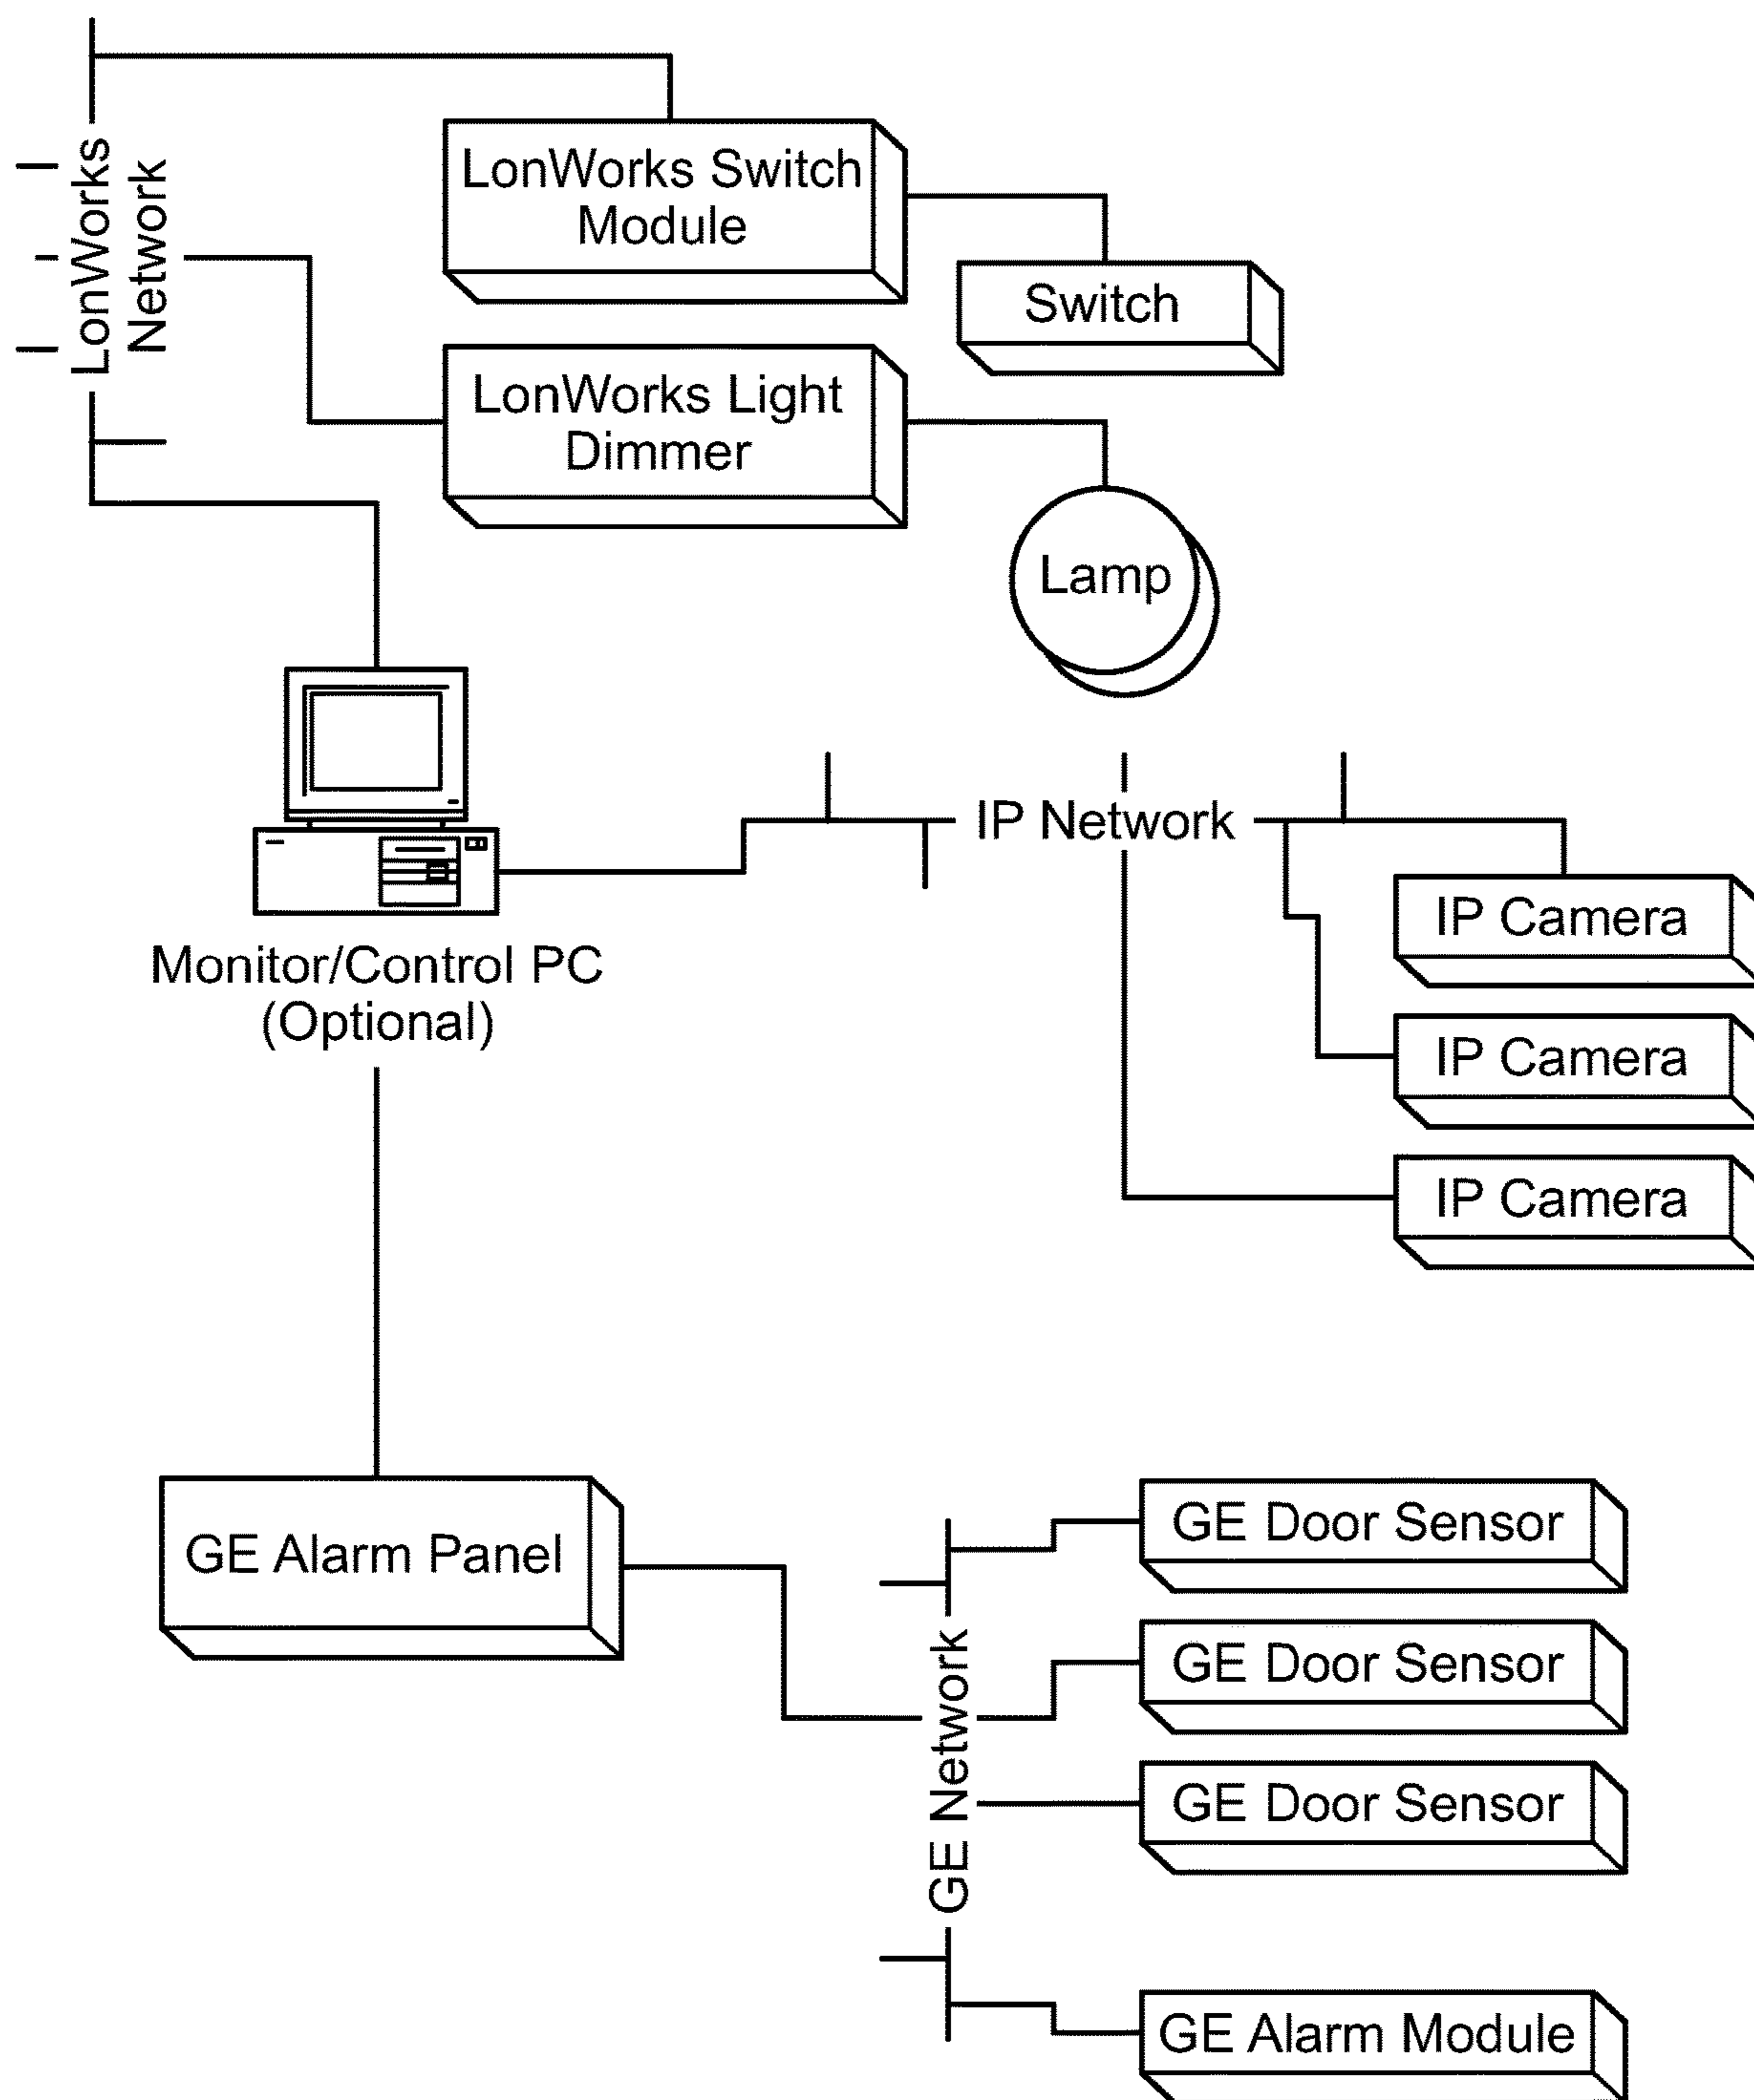 LonWorks
Network
LonWorks Switch
Module
Switch
LonWorks Light
Dimmer
Lamp
IP Network
IP Camera
Monitor/Control PC
(Optional)
IP Camera
IP Camera
GE Alarm Panel
GE Network
GE Door Sensor
GE Door Sensor
GE Door Sensor
GE Alarm Module